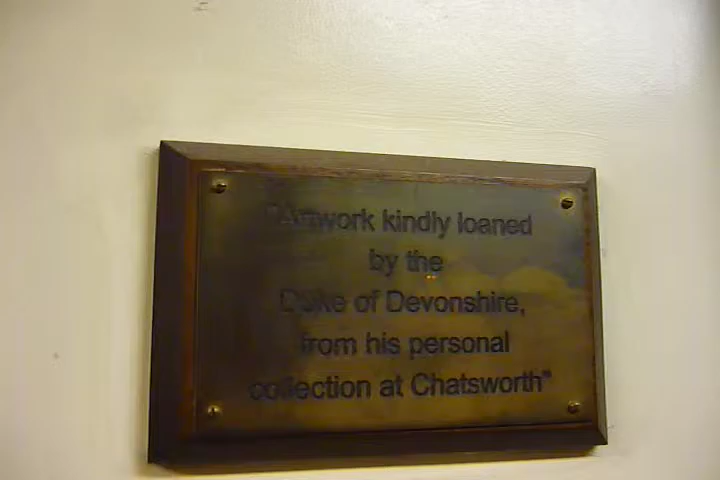 "Artwork kindly loaned
by the
Duke of Devonshire,
from his personal
collection at Chatsworth"